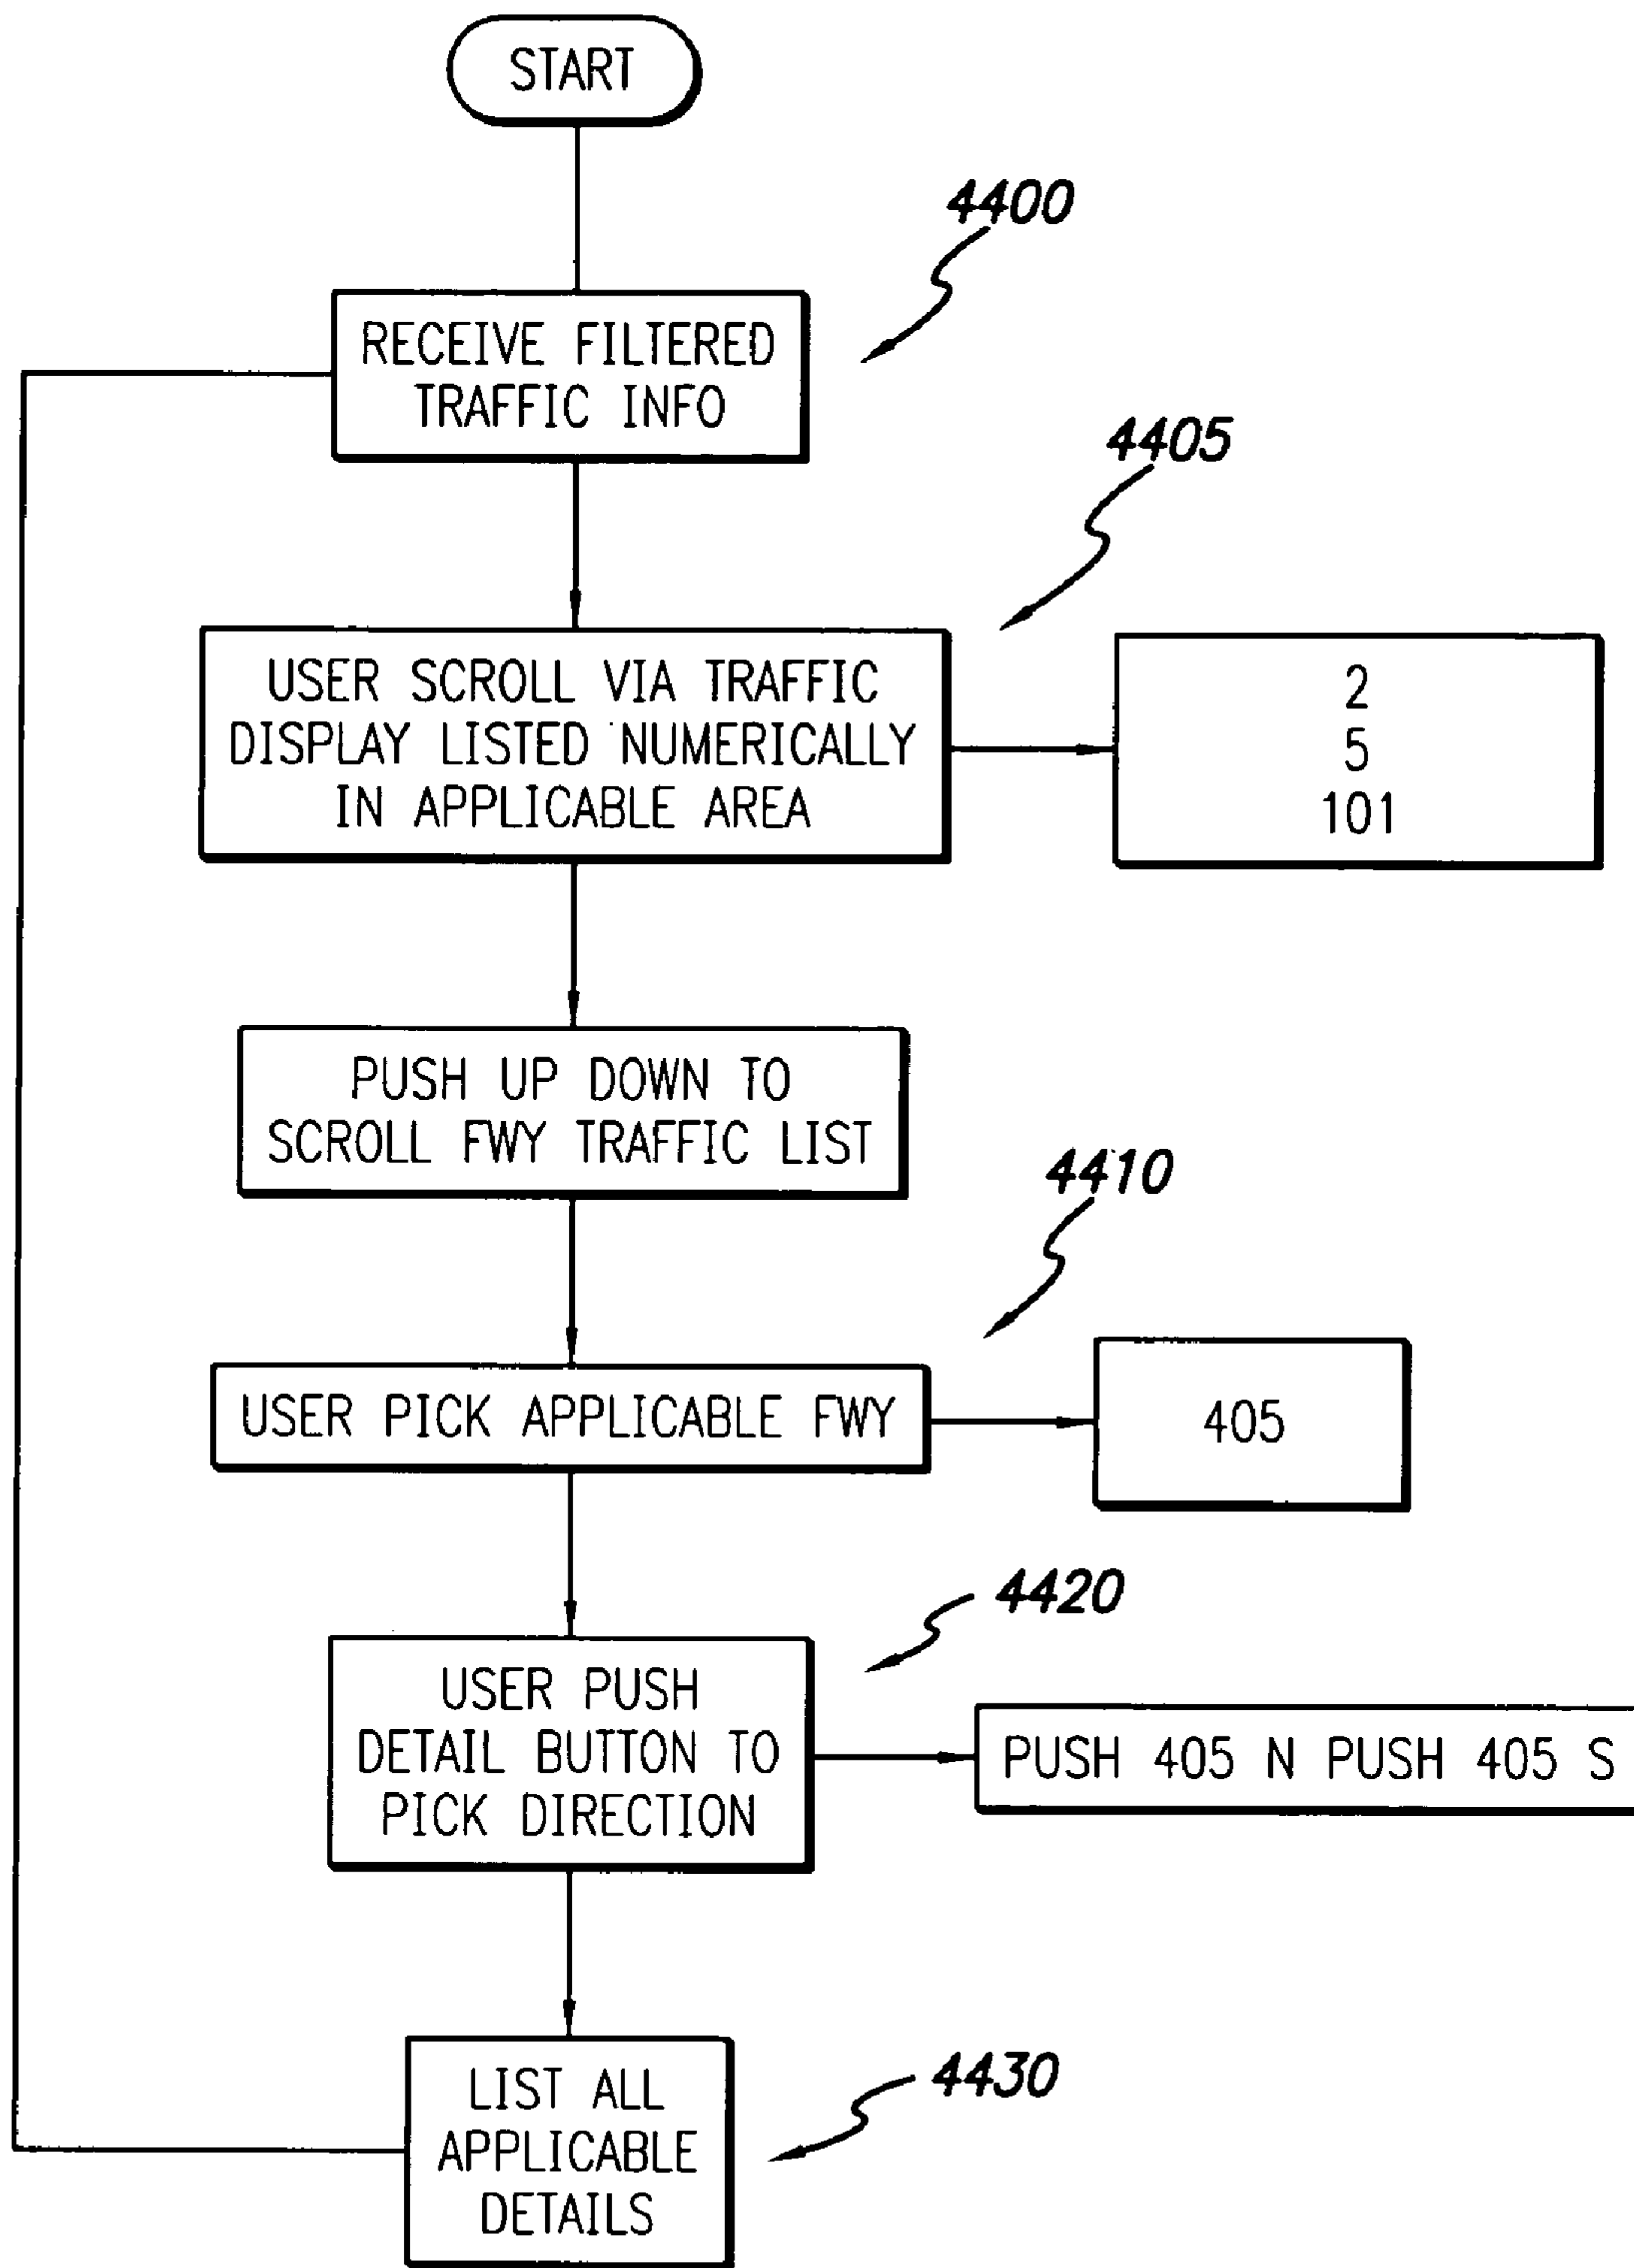 START
4400
RECEIVE FILTERED
TRAFFIC INFO
4405
USER SCROLL VIA TRAFFIC
DISPLAY LISTED NUMERICALLY
IN APPLICABLE AREA
2
5
101
PUSH UP DOWN TO
SCROLL FWY TRAFFIC LIST
4410
USER PICK APPLICABLE FWY
405
4420
USER PUSH
DETAIL BUTTON TO
PICK DIRECTION
PUSH 405 N PUSH 405 S
4430
LIST ALL
APPLICABLE
DETAILS